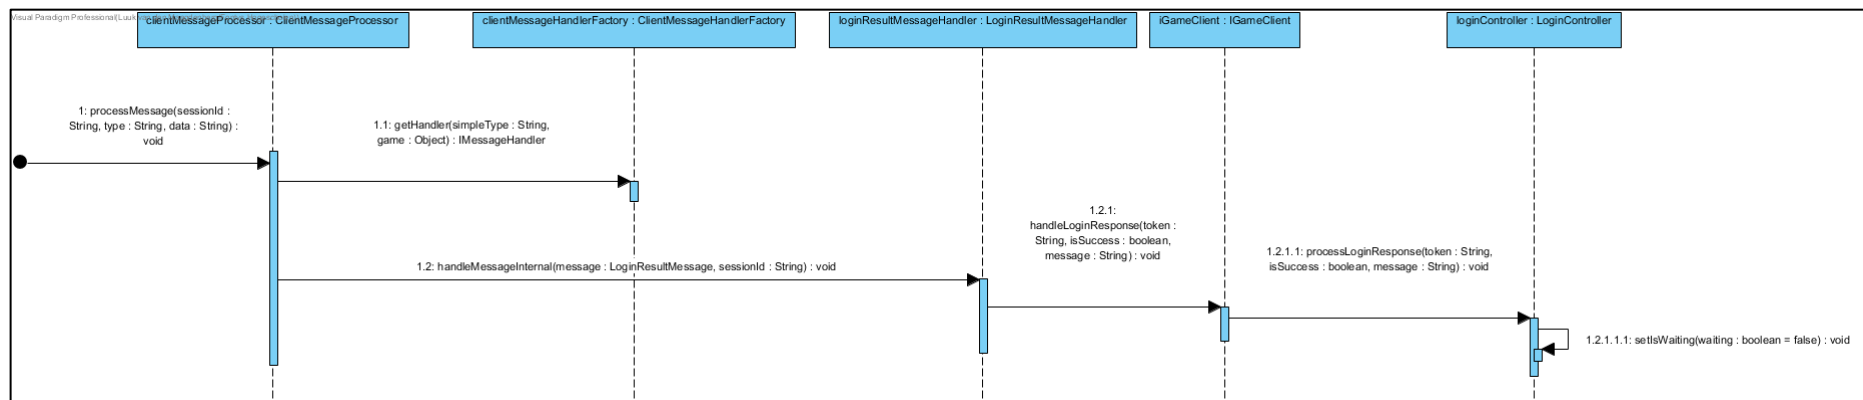 Visual Paradigm Professional(Luuk
clientMessageProcessor : ClientMessageProcessor
clientMessageHandlerFactory : ClientMessageHandlerFactory
loginResultMessageHandler : LoginResultMessageHandler
iGameClient : IGameClient
loginController : LoginController
1: processMessage(sessionId :
String, type : String, data : String) :
void
1.1: getHandler(simpleType : String,
game : Object) : IMessageHandler
1.2: handleMessageInternal(message : LoginResultMessage, sessionId : String) : void
1.2.1:
handleLoginResponse(token :
String, isSuccess : boolean,
message : String) : void
1.2.1.1: processLoginResponse(token : String,
isSuccess : boolean, message : String) : void
1.2.1.1.1: setIsWaiting(waiting : boolean = false) : void